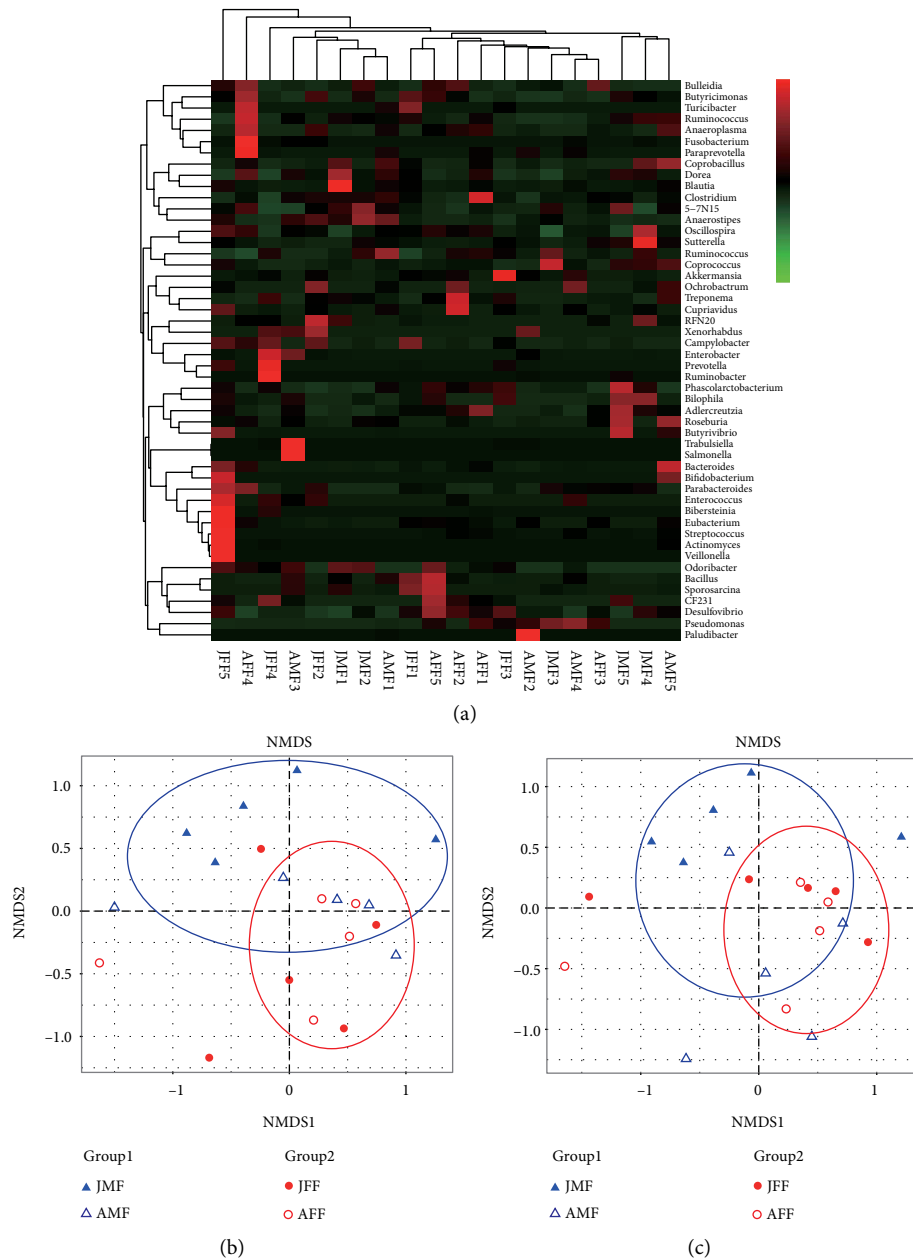 Bulleidia
Butyricimonas
Turicibacter
Ruminococcus
Anaeroplasma
Fusobacterium
Paraprevotella
Coprobacillus
Dorea
Blautia
Clostridium
5−7N15
Anaerostipes
Oscillospira
Sutterella
Ruminococcus
Coprococcus
Akkermansia
Ochrobactrum
Treponema
Cupriavidus
RFN20
Xenorhabdus
Campylobacter
Enterobacter
Prevotella
Ruminobacter
Phascolarctobacterium
Bilophila
Adlercreutzia
Roseburia
Butyrivibrio
Trabulsiella
Salmonella
Bacteroides
Bifidobacterium
Parabacteroides
Enterococcus
Bibersteinia
Eubacterium
Streptococcus
Actinomyces
Veillonella
Odoribacter
Bacillus
Sporosarcina
CF231
Desulfovibrio
Pseudomonas
Paludibacter
JFF5
AFF4
JFF4
AMF3
JFF2
JMF1
JMF2
AMF1
JFF1
AFF5
AFF2
AFF1
JFF3
AMF2
JMF3
AMF4
AFF3
JMF5
JMF4
AMF5
(a)
NMDS
1.0
0.5
0.0
−0.5
−1.0
NMDS2
−1 0 1
NMDS1
Group1 Group2
JMF JFF
AMF AFF
(b)
NMDS
1.0
0.5
0.0
−0.5
−1.0
NMDS2
−1 0 1
NMDS1
Group1 Group2
JMF JFF
AMF AFF
(c)